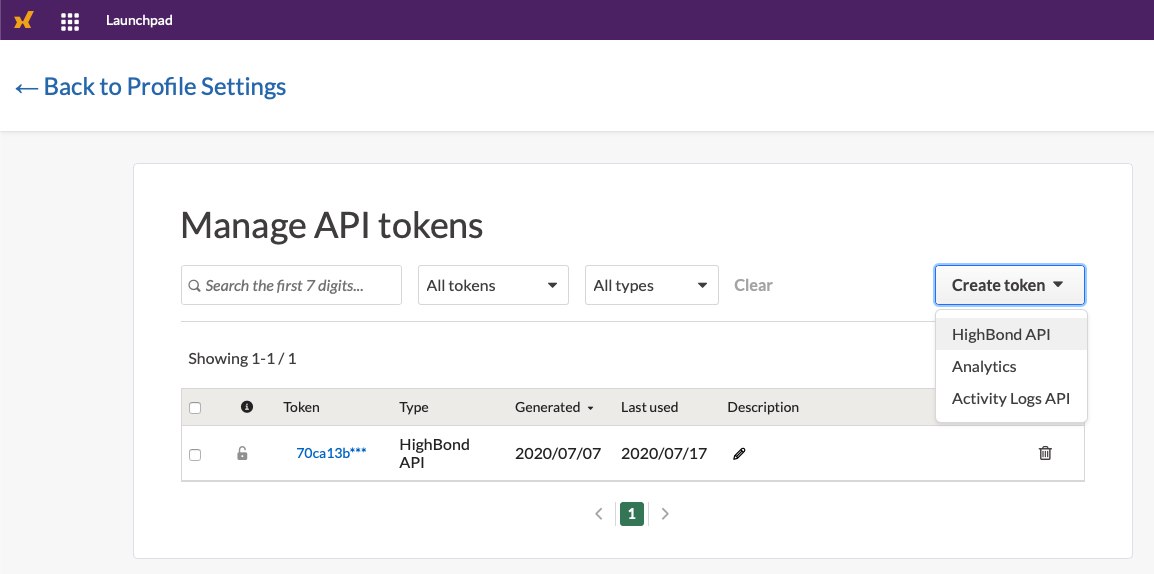 Launchpad
← Back to Profile Settings
Manage API tokens
Search the first 7 digits...
All tokens
All types
Clear
Create token
HighBond API
Analytics
Activity Logs API
Showing 1-1 / 1
Token Type Generated Last used Description
70ca13b*** HighBond API 2020/07/07 2020/07/17
1